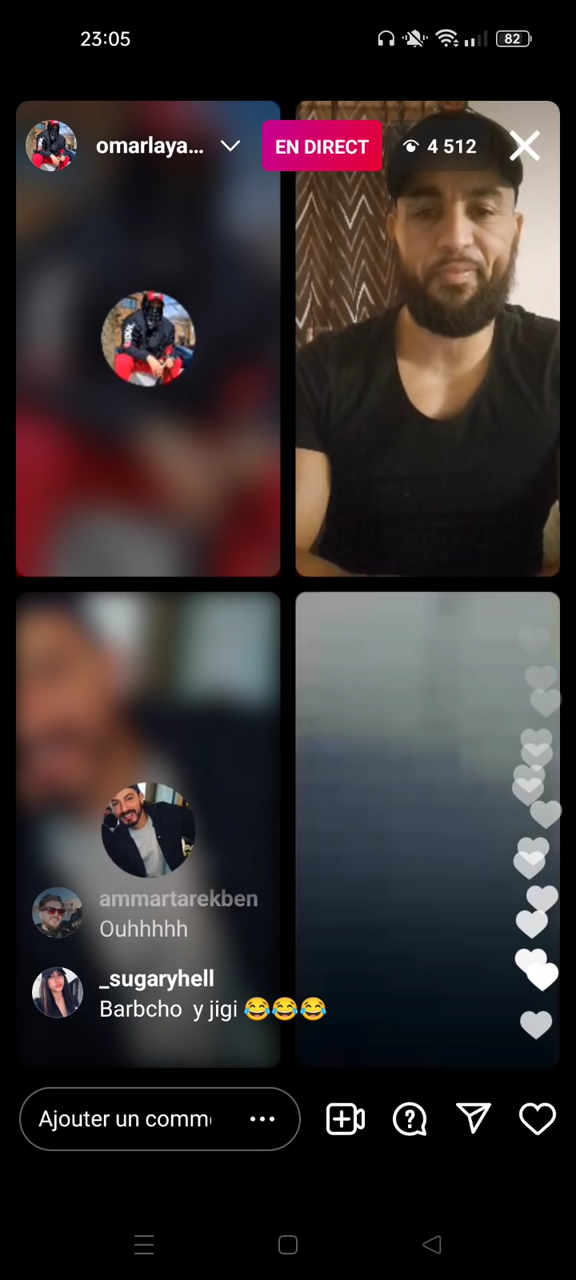 23:05
82
omarlaya...
EN DIRECT
4 512
ammartarekben
Ouhhhhh
_sugaryhell
Barbcho y jigi 😂😂😂
Ajouter un comm